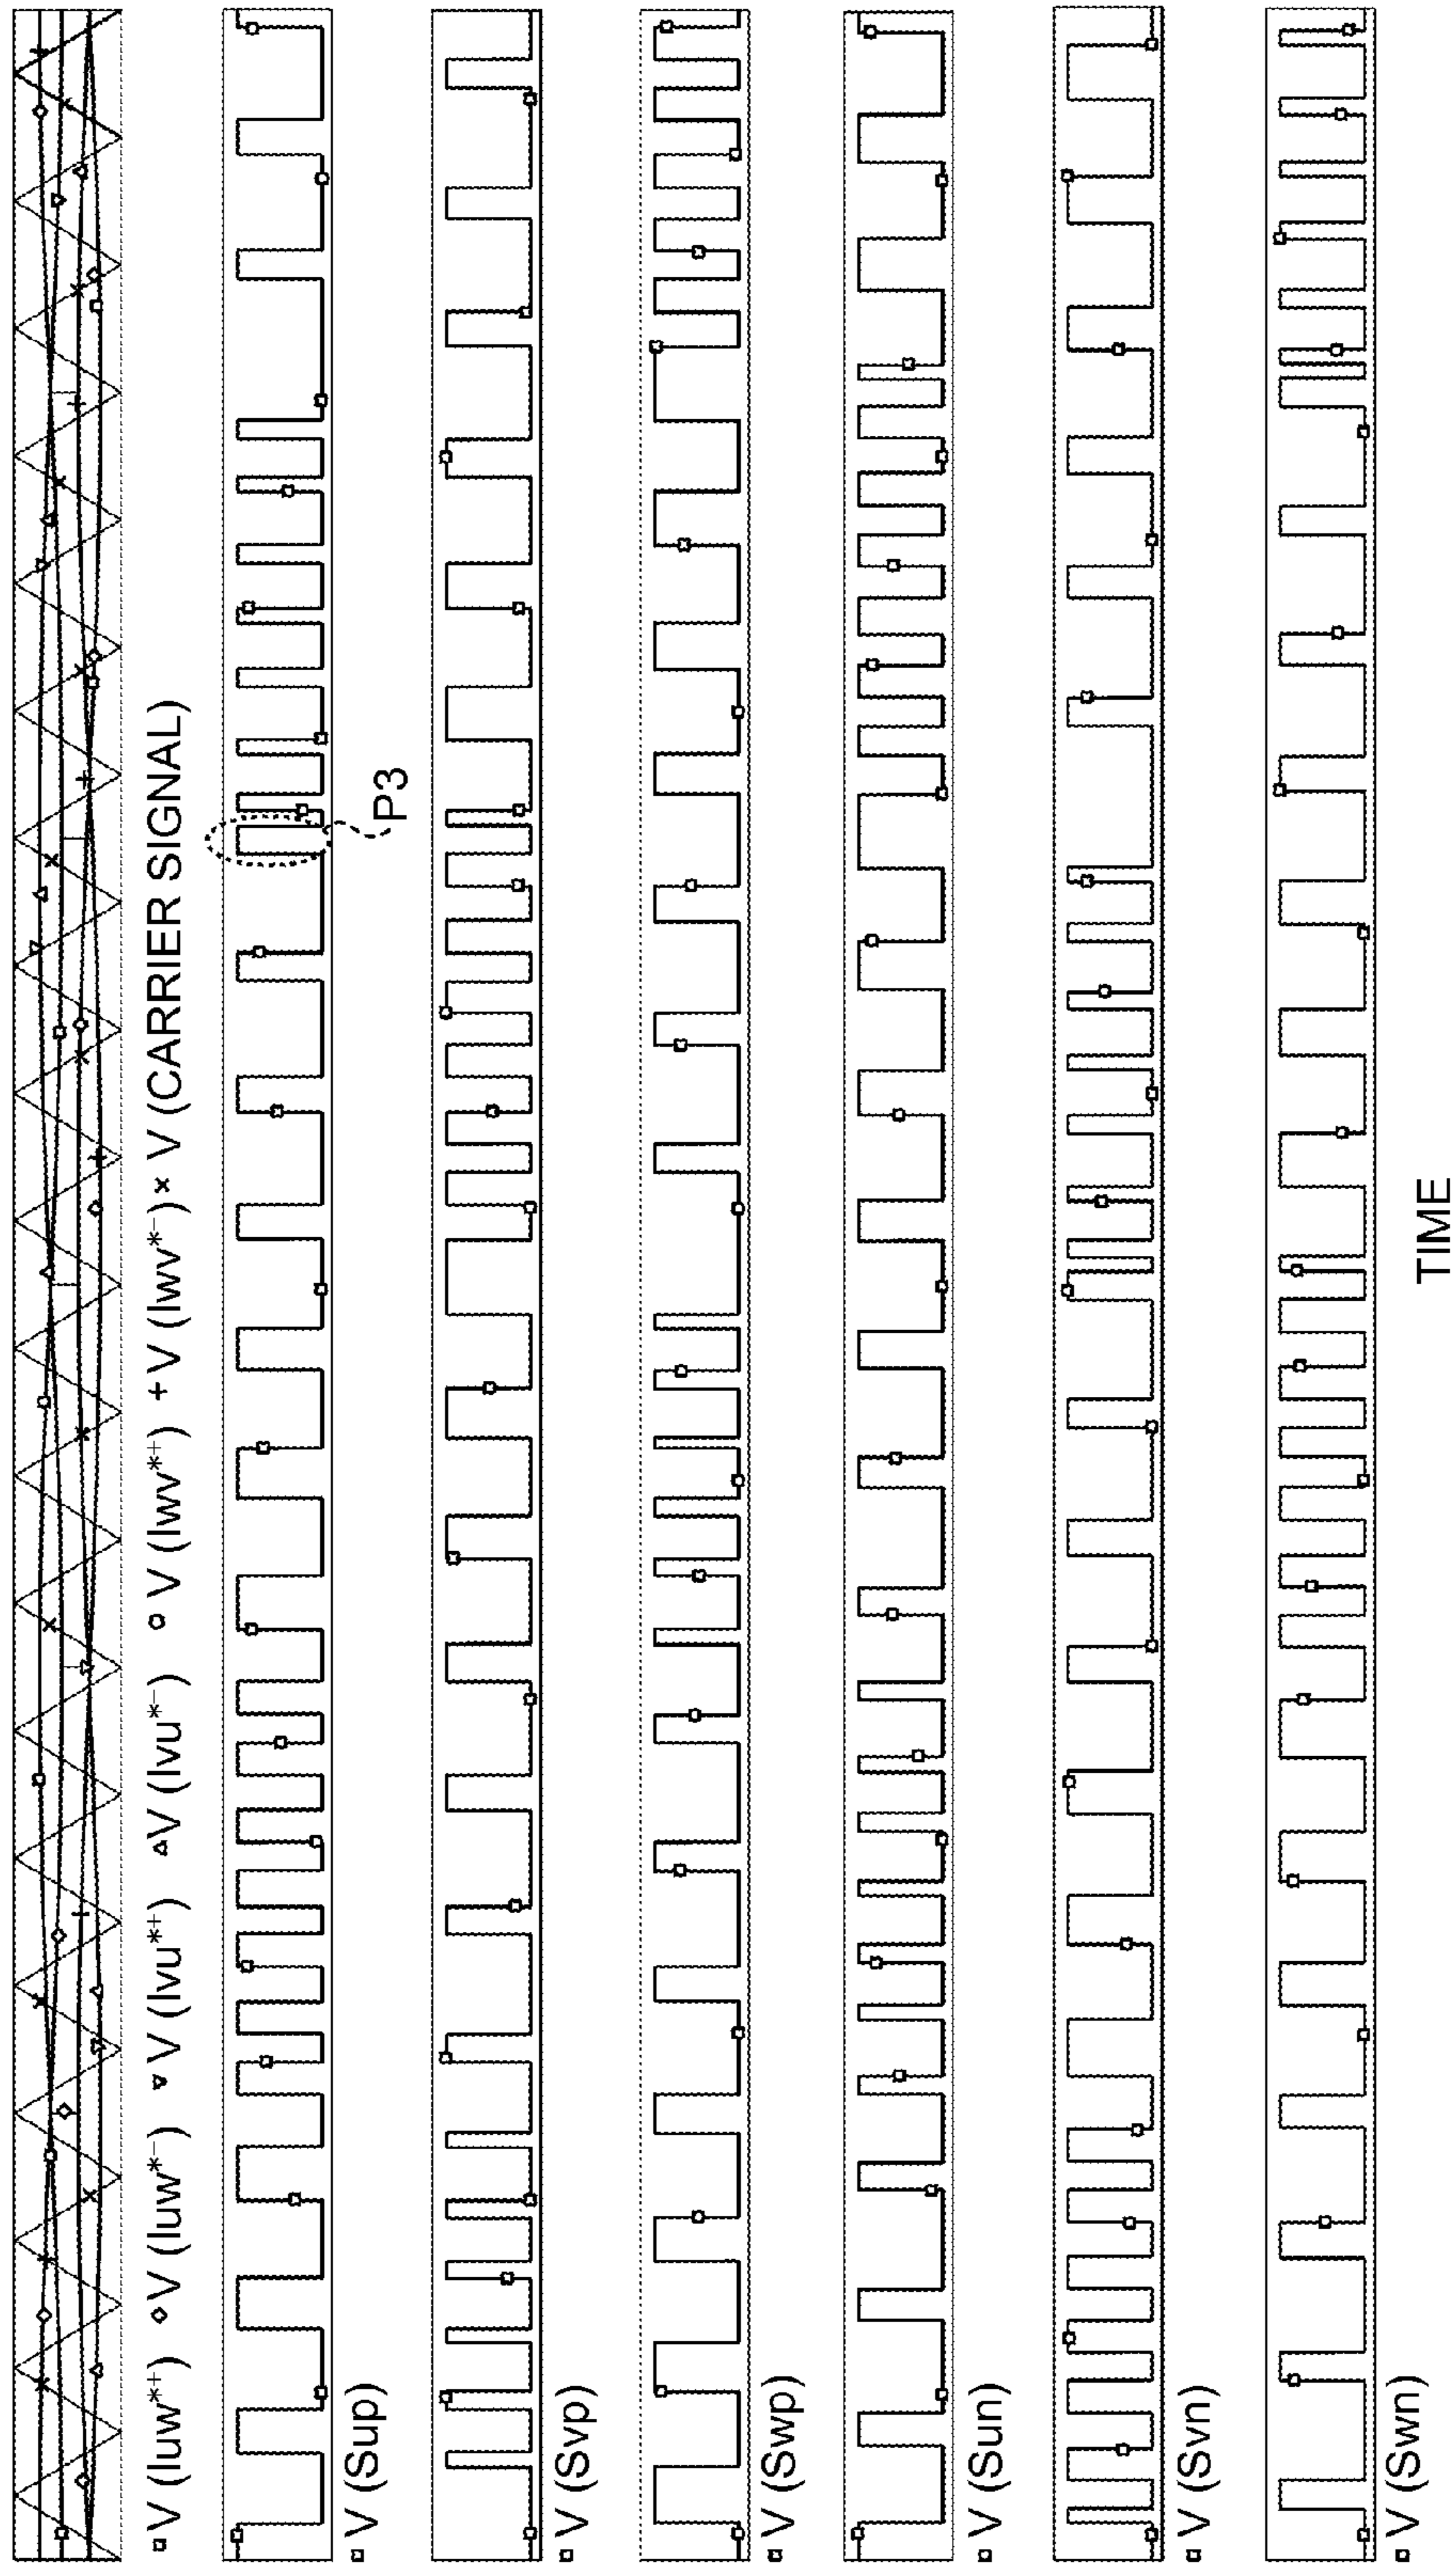 ▫ V (Iuw*+) ⋄ V (Iuw*−) ▿ V (Ivu*+) ▵V (Ivu*−) ○ V (Iwv*+) + V (Iwv*−) × V (CARRIER SIGNAL)
P3
▫ V (Sup)
▫ V (Svp)
▫ V (Swp)
▫ V (Sun)
▫ V (Svn)
▫ V (Swn)
TIME